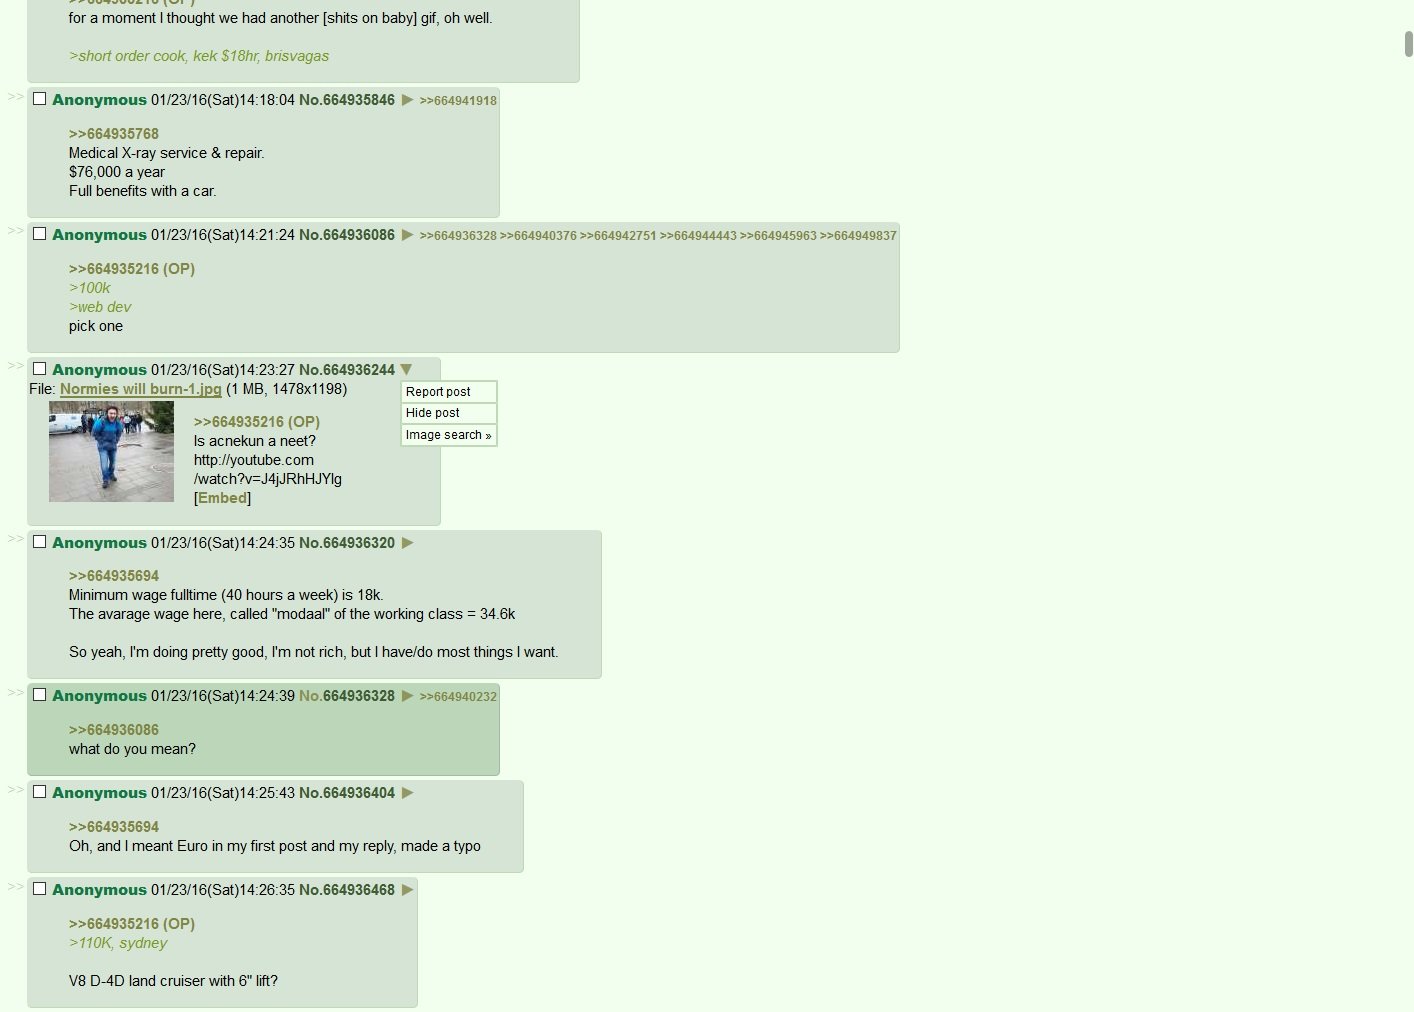 >>664935216 (OP)
for a moment I thought we had another [shits on baby] gif, oh well.
>short order cook, kek $18hr, brisvagas
>> Anonymous 01/23/16(Sat)14:18:04 No.664935846 ▶ >>664941918
>>664935768
Medical X-ray service & repair.
$76,000 a year
Full benefits with a car.
>> Anonymous 01/23/16(Sat)14:21:24 No.664936086 ▶ >>664936328 >>664940376 >>664942751 >>664944443 >>664945963 >>664949837
>>664935216 (OP)
>100k
>web dev
pick one
>> Anonymous 01/23/16(Sat)14:23:27 No.664936244 ▼
File: Normies will burn-1.jpg (1 MB, 1478x1198)
Report post
Hide post
Image search »
>>664935216 (OP)
Is acnekun a neet?
http://youtube.com
/watch?v=J4jJRhHJYlg
[Embed]
>> Anonymous 01/23/16(Sat)14:24:35 No.664936320 ▶
>>664935694
Minimum wage fulltime (40 hours a week) is 18k.
The avarage wage here, called "modaal" of the working class = 34.6k
So yeah, I'm doing pretty good, I'm not rich, but I have/do most things I want.
>> Anonymous 01/23/16(Sat)14:24:39 No.664936328 ▶ >>664940232
>>664936086
what do you mean?
>> Anonymous 01/23/16(Sat)14:25:43 No.664936404 ▶
>>664935694
Oh, and I meant Euro in my first post and my reply, made a typo
>> Anonymous 01/23/16(Sat)14:26:35 No.664936468 ▶
>>664935216 (OP)
>110K, sydney
V8 D-4D land cruiser with 6" lift?